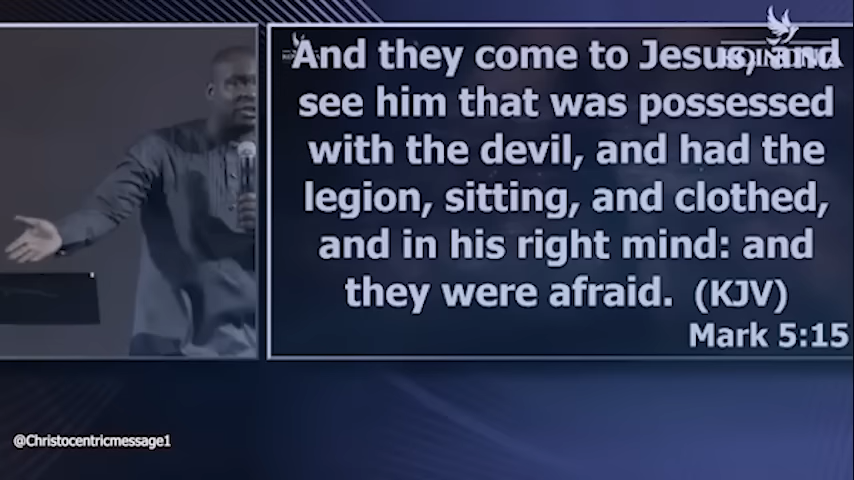 KOINONIA
And they come to Jesus, and
see him that was possessed
with the devil, and had the
legion, sitting, and clothed,
and in his right mind: and
they were afraid. (KJV)
Mark 5:15
@Christocentricmessage1